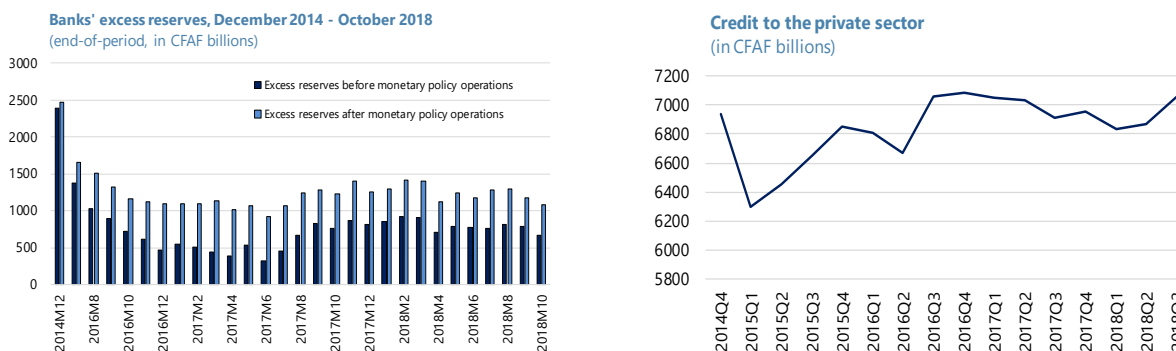 Banks' excess reserves, December 2014 - October 2018
(end-of-period, in CFAF billions)
3000
2500
2000
1500
1000
500
0
Excess reserves before monetary policy operations
Excess reserves after monetary policy operations
2014M12
2016M8
2016M10
2016M12
2017M2
2017M4
2017M6
2017M8
2017M10
2017M12
2018M2
2018M4
2018M6
2018M8
2018M10
Credit to the private sector
(in CFAF billions)
7200
7000
6800
6600
6400
6200
6000
5800
2014Q4
2015Q1
2015Q2
2015Q3
2015Q4
2016Q1
2016Q2
2016Q3
2016Q4
2017Q1
2017Q2
2017Q3
2017Q4
2018Q1
2018Q2